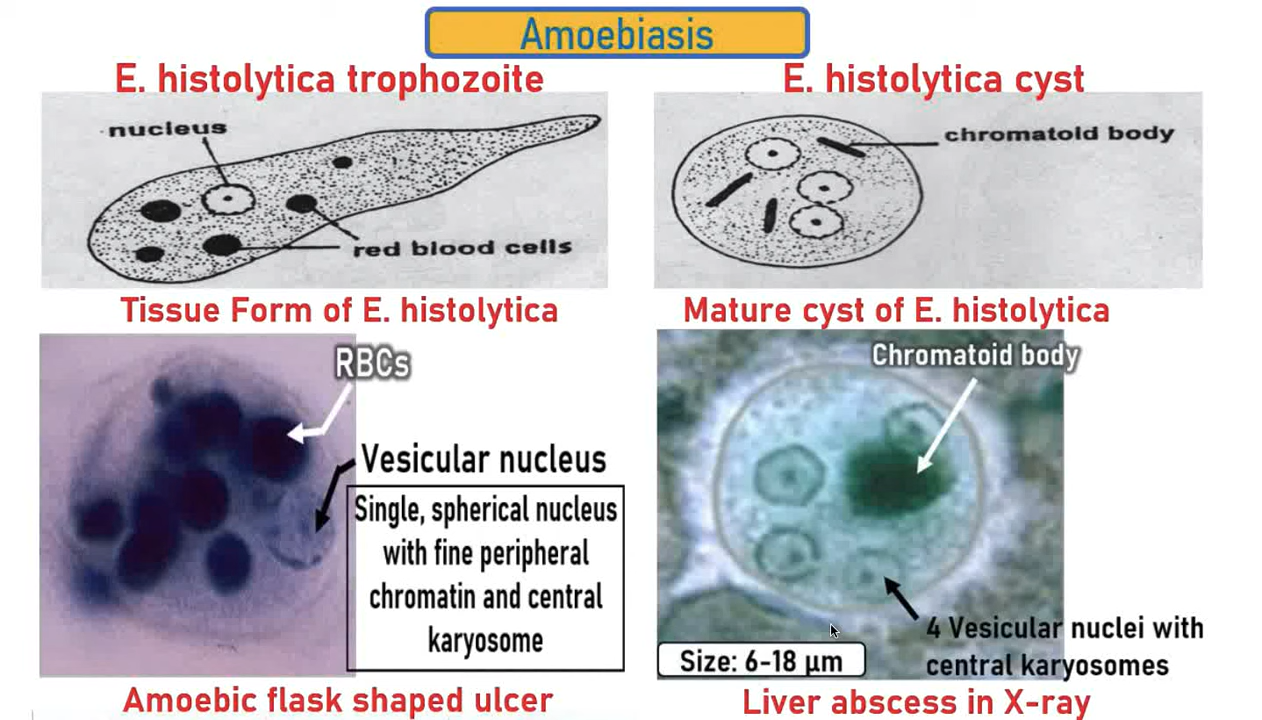 Amoebiasis
E. histolytica trophozoite
nucleus
red blood cells
E. histolytica cyst
chromatoid body
Tissue Form of E. histolytica
RBCs
Vesicular nucleus
Single, spherical nucleus
with fine peripheral
chromatin and central
karyosome
Mature cyst of E. histolytica
Chromatoid body
4 Vesicular nuclei with
central karyosomes
Size: 6-18 µm
Amoebic flask shaped ulcer
Liver abscess in X-ray